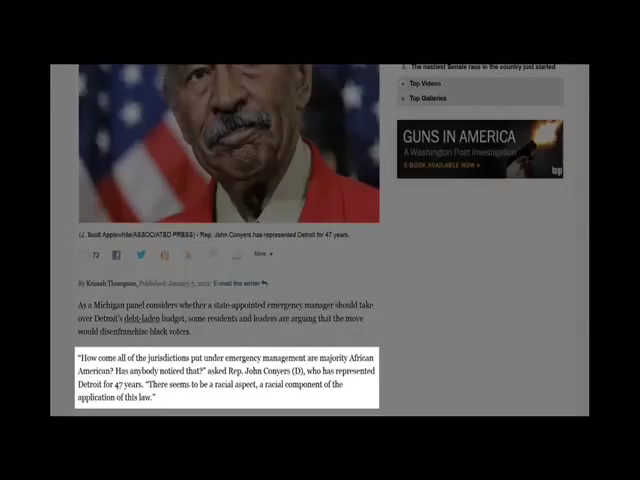 The nastiest Senate race in the country just started
Top Videos
Top Galleries
GUNS IN AMERICA
A Washington Post Investigation
E-BOOK AVAILABLE NOW
wp
(J. Scott Applewhite/ASSOCIATED PRESS) - Rep. John Conyers has represented Detroit for 47 years.
72
More
By Krissah Thompson, Published: January 5, 2012 E-mail the writer
As a Michigan panel considers whether a state-appointed emergency manager should take
over Detroit's debt-laden budget, some residents and leaders are arguing that the move
would disenfranchise black voters.
“How come all of the jurisdictions put under emergency management are majority African
American? Has anybody noticed that?” asked Rep. John Conyers (D), who has represented
Detroit for 47 years. “There seems to be a racial aspect, a racial component of the
application of this law.”